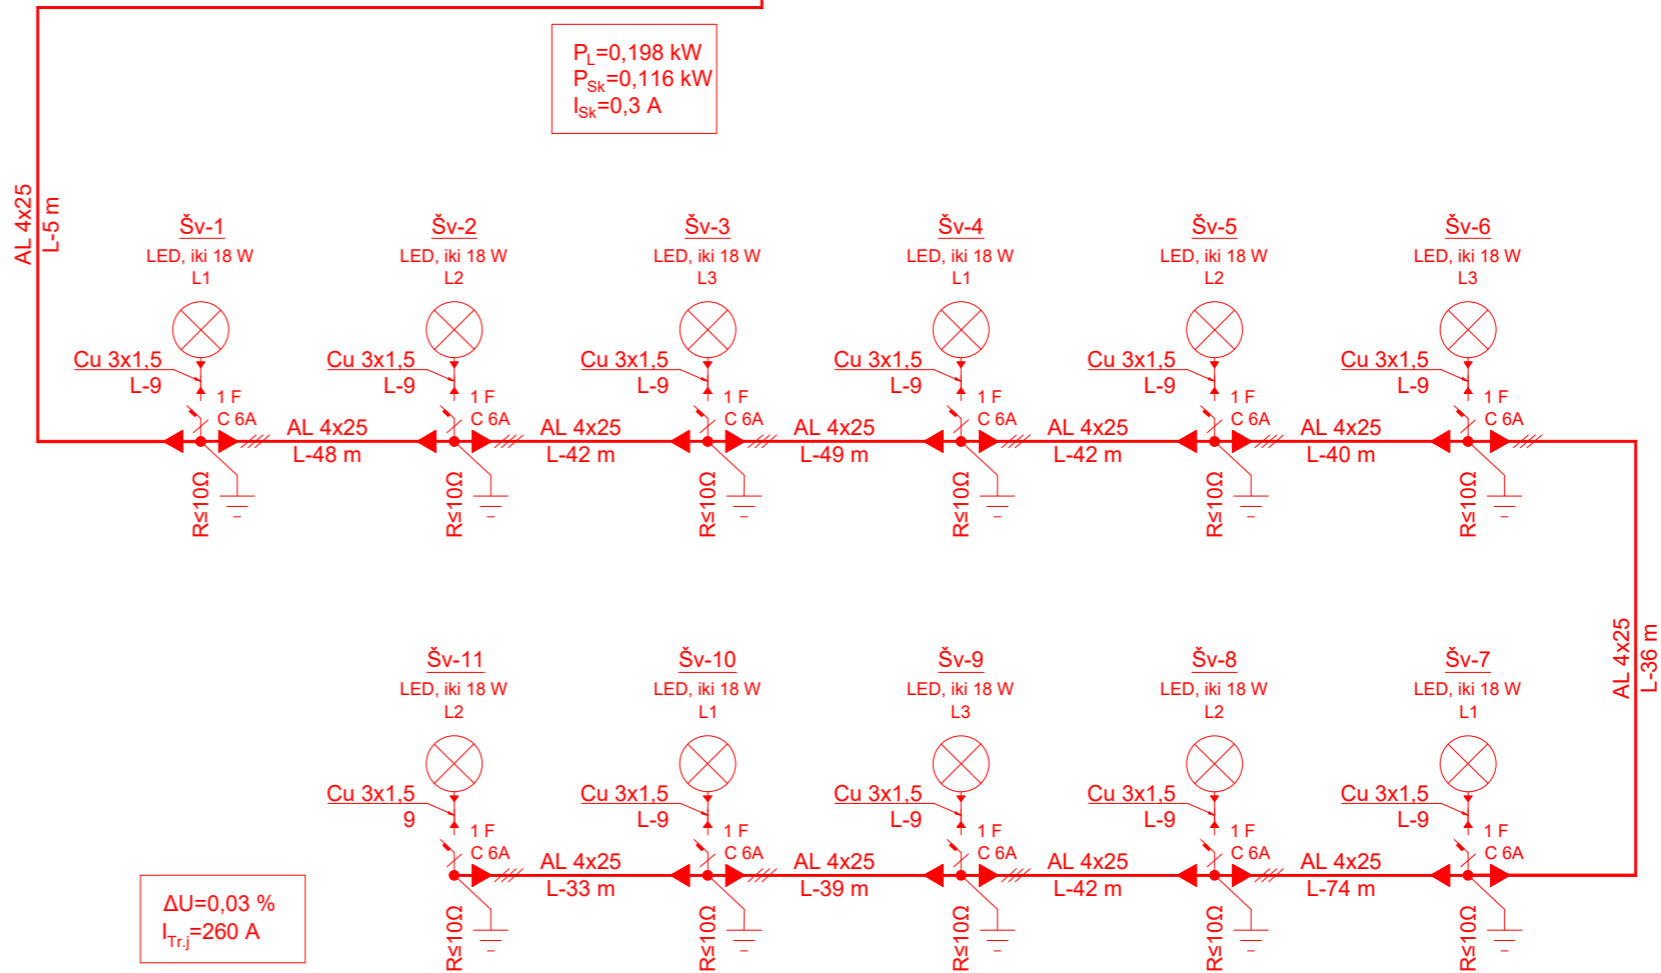 P_L=0,198 kW
P_Sk=0,116 kW
I_Sk=0,3 A
AL 4x25
L-5 m
Šv-1
LED, iki 18 W
L1
Cu 3x1,5
L-9
1 F
C 6A
R≤10Ω
AL 4x25
L-48 m
Šv-2
LED, iki 18 W
L2
Cu 3x1,5
L-9
1 F
C 6A
R≤10Ω
AL 4x25
L-42 m
Šv-3
LED, iki 18 W
L3
Cu 3x1,5
L-9
1 F
C 6A
R≤10Ω
AL 4x25
L-49 m
Šv-4
LED, iki 18 W
L1
Cu 3x1,5
L-9
1 F
C 6A
R≤10Ω
AL 4x25
L-42 m
Šv-5
LED, iki 18 W
L2
Cu 3x1,5
L-9
1 F
C 6A
R≤10Ω
AL 4x25
L-40 m
Šv-6
LED, iki 18 W
L3
Cu 3x1,5
L-9
1 F
C 6A
R≤10Ω
AL 4x25
L-36 m
Šv-11
LED, iki 18 W
L2
Cu 3x1,5
9
1 F
C 6A
R≤10Ω
AL 4x25
L-33 m
Šv-10
LED, iki 18 W
L1
Cu 3x1,5
L-9
1 F
C 6A
R≤10Ω
AL 4x25
L-39 m
Šv-9
LED, iki 18 W
L3
Cu 3x1,5
L-9
1 F
C 6A
R≤10Ω
AL 4x25
L-42 m
Šv-8
LED, iki 18 W
L2
Cu 3x1,5
L-9
1 F
C 6A
R≤10Ω
AL 4x25
L-74 m
Šv-7
LED, iki 18 W
L1
Cu 3x1,5
L-9
1 F
C 6A
R≤10Ω
ΔU=0,03 %
I_Tr.j=260 A